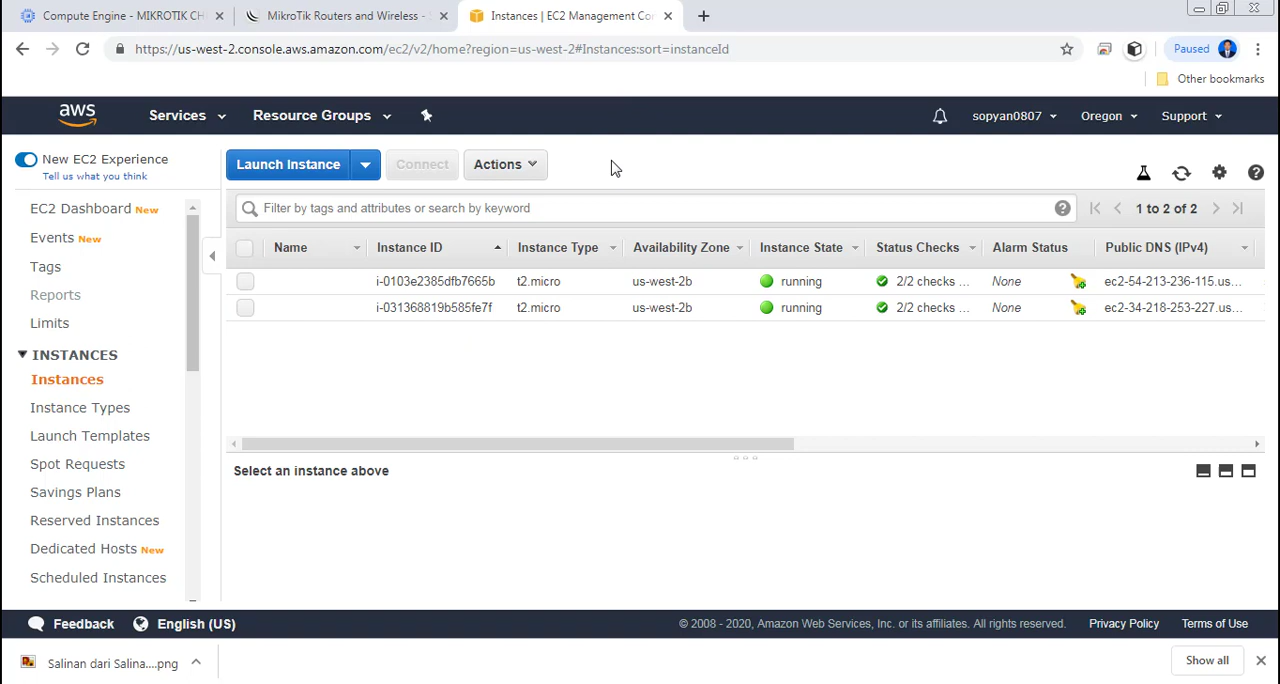 Compute Engine - MIKROTIK CH
MikroTik Routers and Wireless -
Instances | EC2 Management Co
https://us-west-2.console.aws.amazon.com/ec2/v2/home?region=us-west-2#Instances:sort=instanceId
Paused
Other bookmarks
aws
Services
Resource Groups
sopyan0807
Oregon
Support
New EC2 Experience
Tell us what you think
EC2 Dashboard New
Events New
Tags
Reports
Limits
INSTANCES
Instances
Instance Types
Launch Templates
Spot Requests
Savings Plans
Reserved Instances
Dedicated Hosts New
Scheduled Instances
Launch Instance
Connect
Actions
Filter by tags and attributes or search by keyword
1 to 2 of 2
Name Instance ID Instance Type Availability Zone Instance State Status Checks Alarm Status Public DNS (IPv4)
i-0103e2385dfb7665b t2.micro us-west-2b running 2/2 checks ... None ec2-54-213-236-115.us...
i-031368819b585fe7f t2.micro us-west-2b running 2/2 checks ... None ec2-34-218-253-227.us...
Select an instance above
Feedback
English (US)
© 2008 - 2020, Amazon Web Services, Inc. or its affiliates. All rights reserved.
Privacy Policy
Terms of Use
Salinan dari Salina....png
Show all